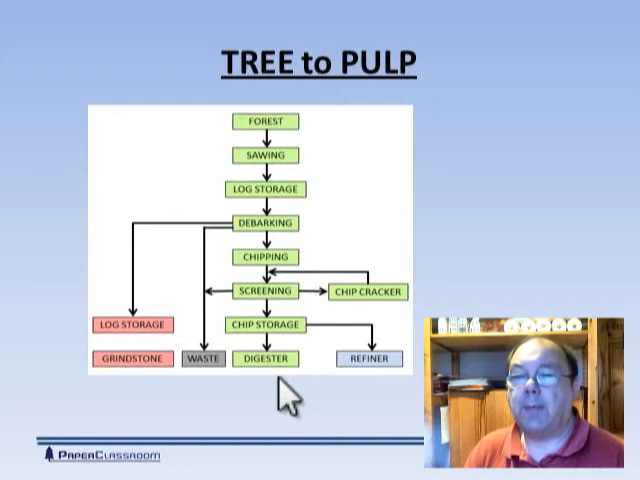 TREE to PULP
FOREST
SAWING
LOG STORAGE
DEBARKING
CHIPPING
SCREENING
CHIP CRACKER
LOG STORAGE
CHIP STORAGE
GRINDSTONE
WASTE
DIGESTER
REFINER
PAPERCLASSROOM